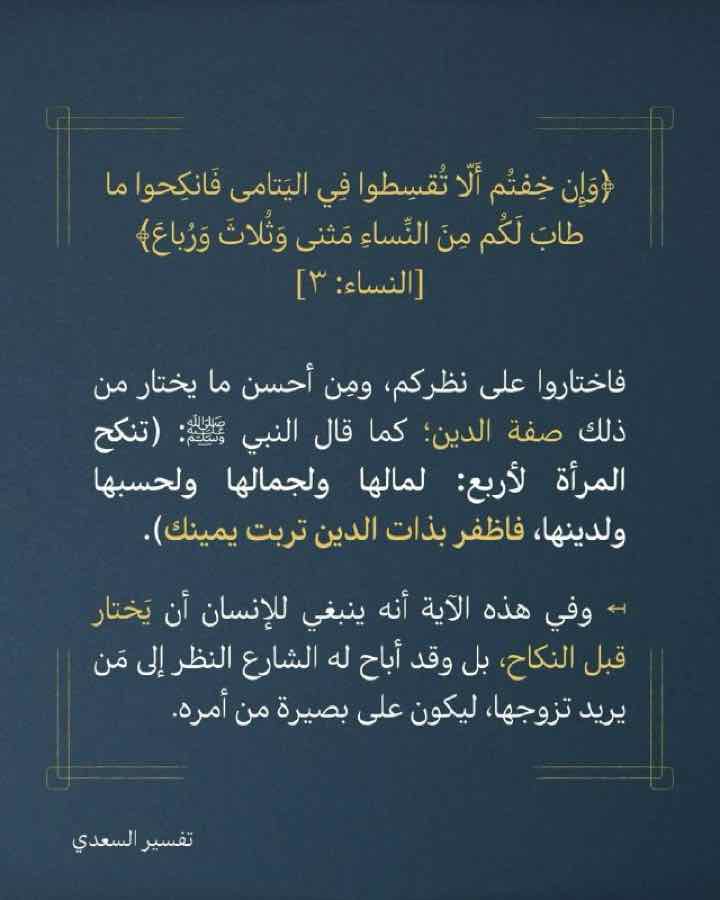 ﴿وَإِن خِفتُم أَلّا تُقسِطوا فِي اليَتامى فَانكِحوا ما
طابَ لَكُم مِنَ النِّساءِ مَثنى وَثُلاثَ وَرُباعَ﴾
[النساء: ٣]
فاختاروا على نظركم، ومِن أحسن ما يختار من
ذلك صفة الدين؛ كما قال النبي ﷺ: (تنكح
المرأة لأربع: لمالها ولجمالها ولحسبها
ولدينها، فاظفر بذات الدين تربت يمينك).
↤ وفي هذه الآية أنه ينبغي للإنسان أن يَختار
قبل النكاح، بل وقد أباح له الشارع النظر إلى مَن
يريد تزوجها، ليكون على بصيرة من أمره.
تفسير السعدي